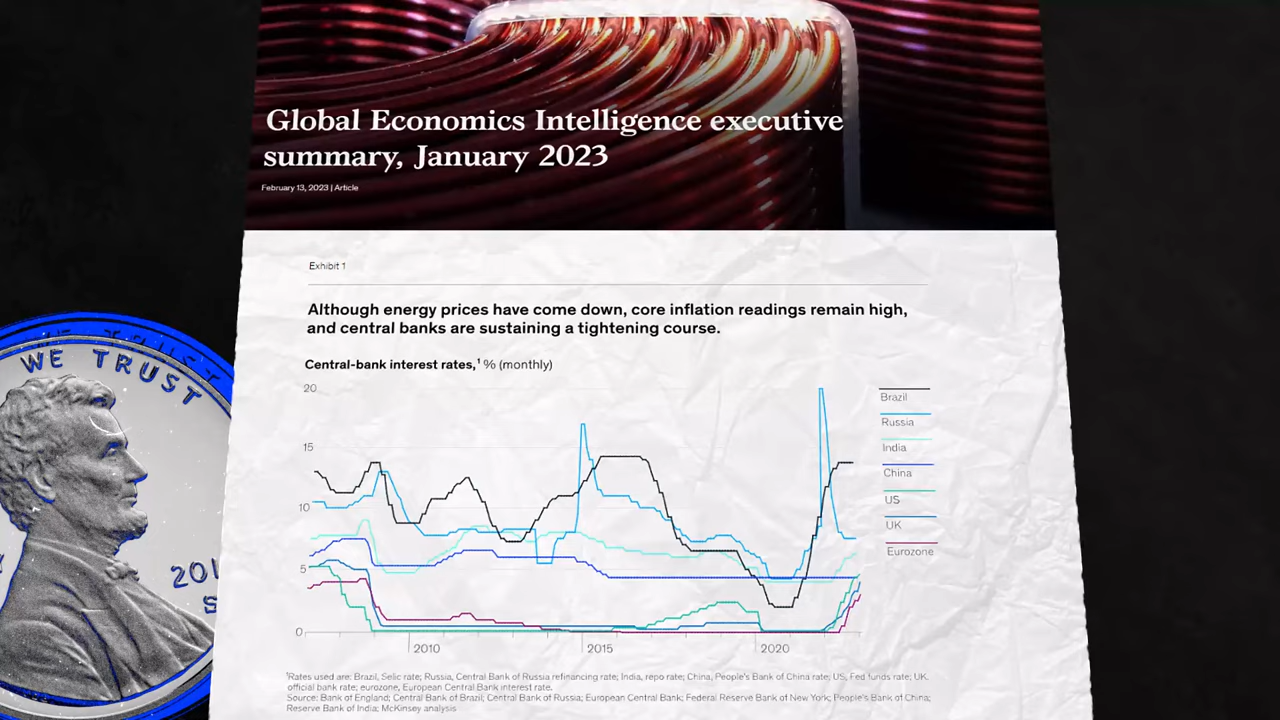 Global Economics Intelligence executive
summary, January 2023
February 13, 2023 | Article
Exhibit 1
Although energy prices have come down, core inflation readings remain high,
and central banks are sustaining a tightening course.
Central-bank interest rates,¹ % (monthly)
20
15
10
5
0
2010
2015
2020
Brazil
Russia
India
China
US
UK
Eurozone
¹Rates used are: Brazil, Selic rate; Russia, Central Bank of Russia refinancing rate; India, repo rate; China, People's Bank of China rate; US, Fed funds rate; UK.
official bank rate; eurozone, European Central Bank interest rate.
Source: Bank of England; Central Bank of Brazil; Central Bank of Russia; European Central Bank; Federal Reserve Bank of New York; People's Bank of China;
Reserve Bank of India; McKinsey analysis
WE TRUST